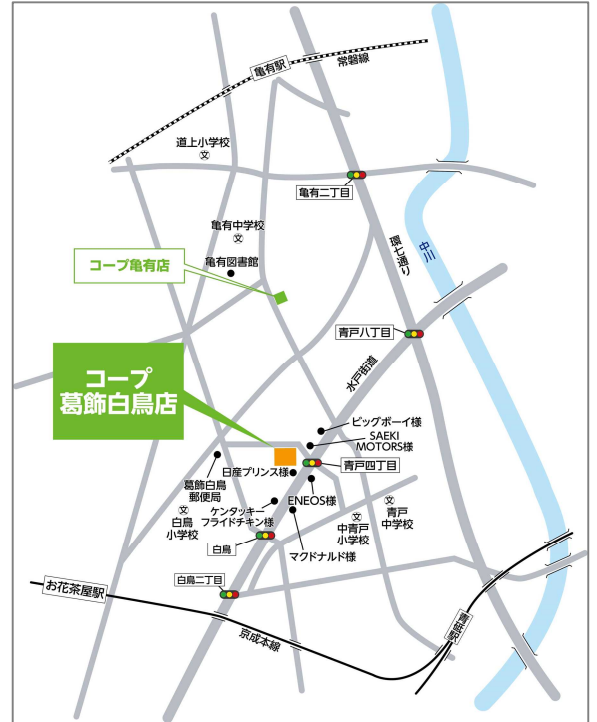 亀有駅
常磐線
道上小学校
文
亀有二丁目
亀有中学校
文
亀有図書館
コープ亀有店
環七通り
中川
青戸八丁目
水戸街道
コープ
葛飾白鳥店
ビッグボーイ様
SAEKI
MOTORS様
青戸四丁目
日産プリンス様
葛飾白鳥
郵便局
ENEOS様
ケンタッキー
フライドチキン様
文
白鳥
小学校
文
青戸
中学校
文
中青戸
小学校
マクドナルド様
白鳥
白鳥二丁目
お花茶屋駅
京成本線
青砥駅